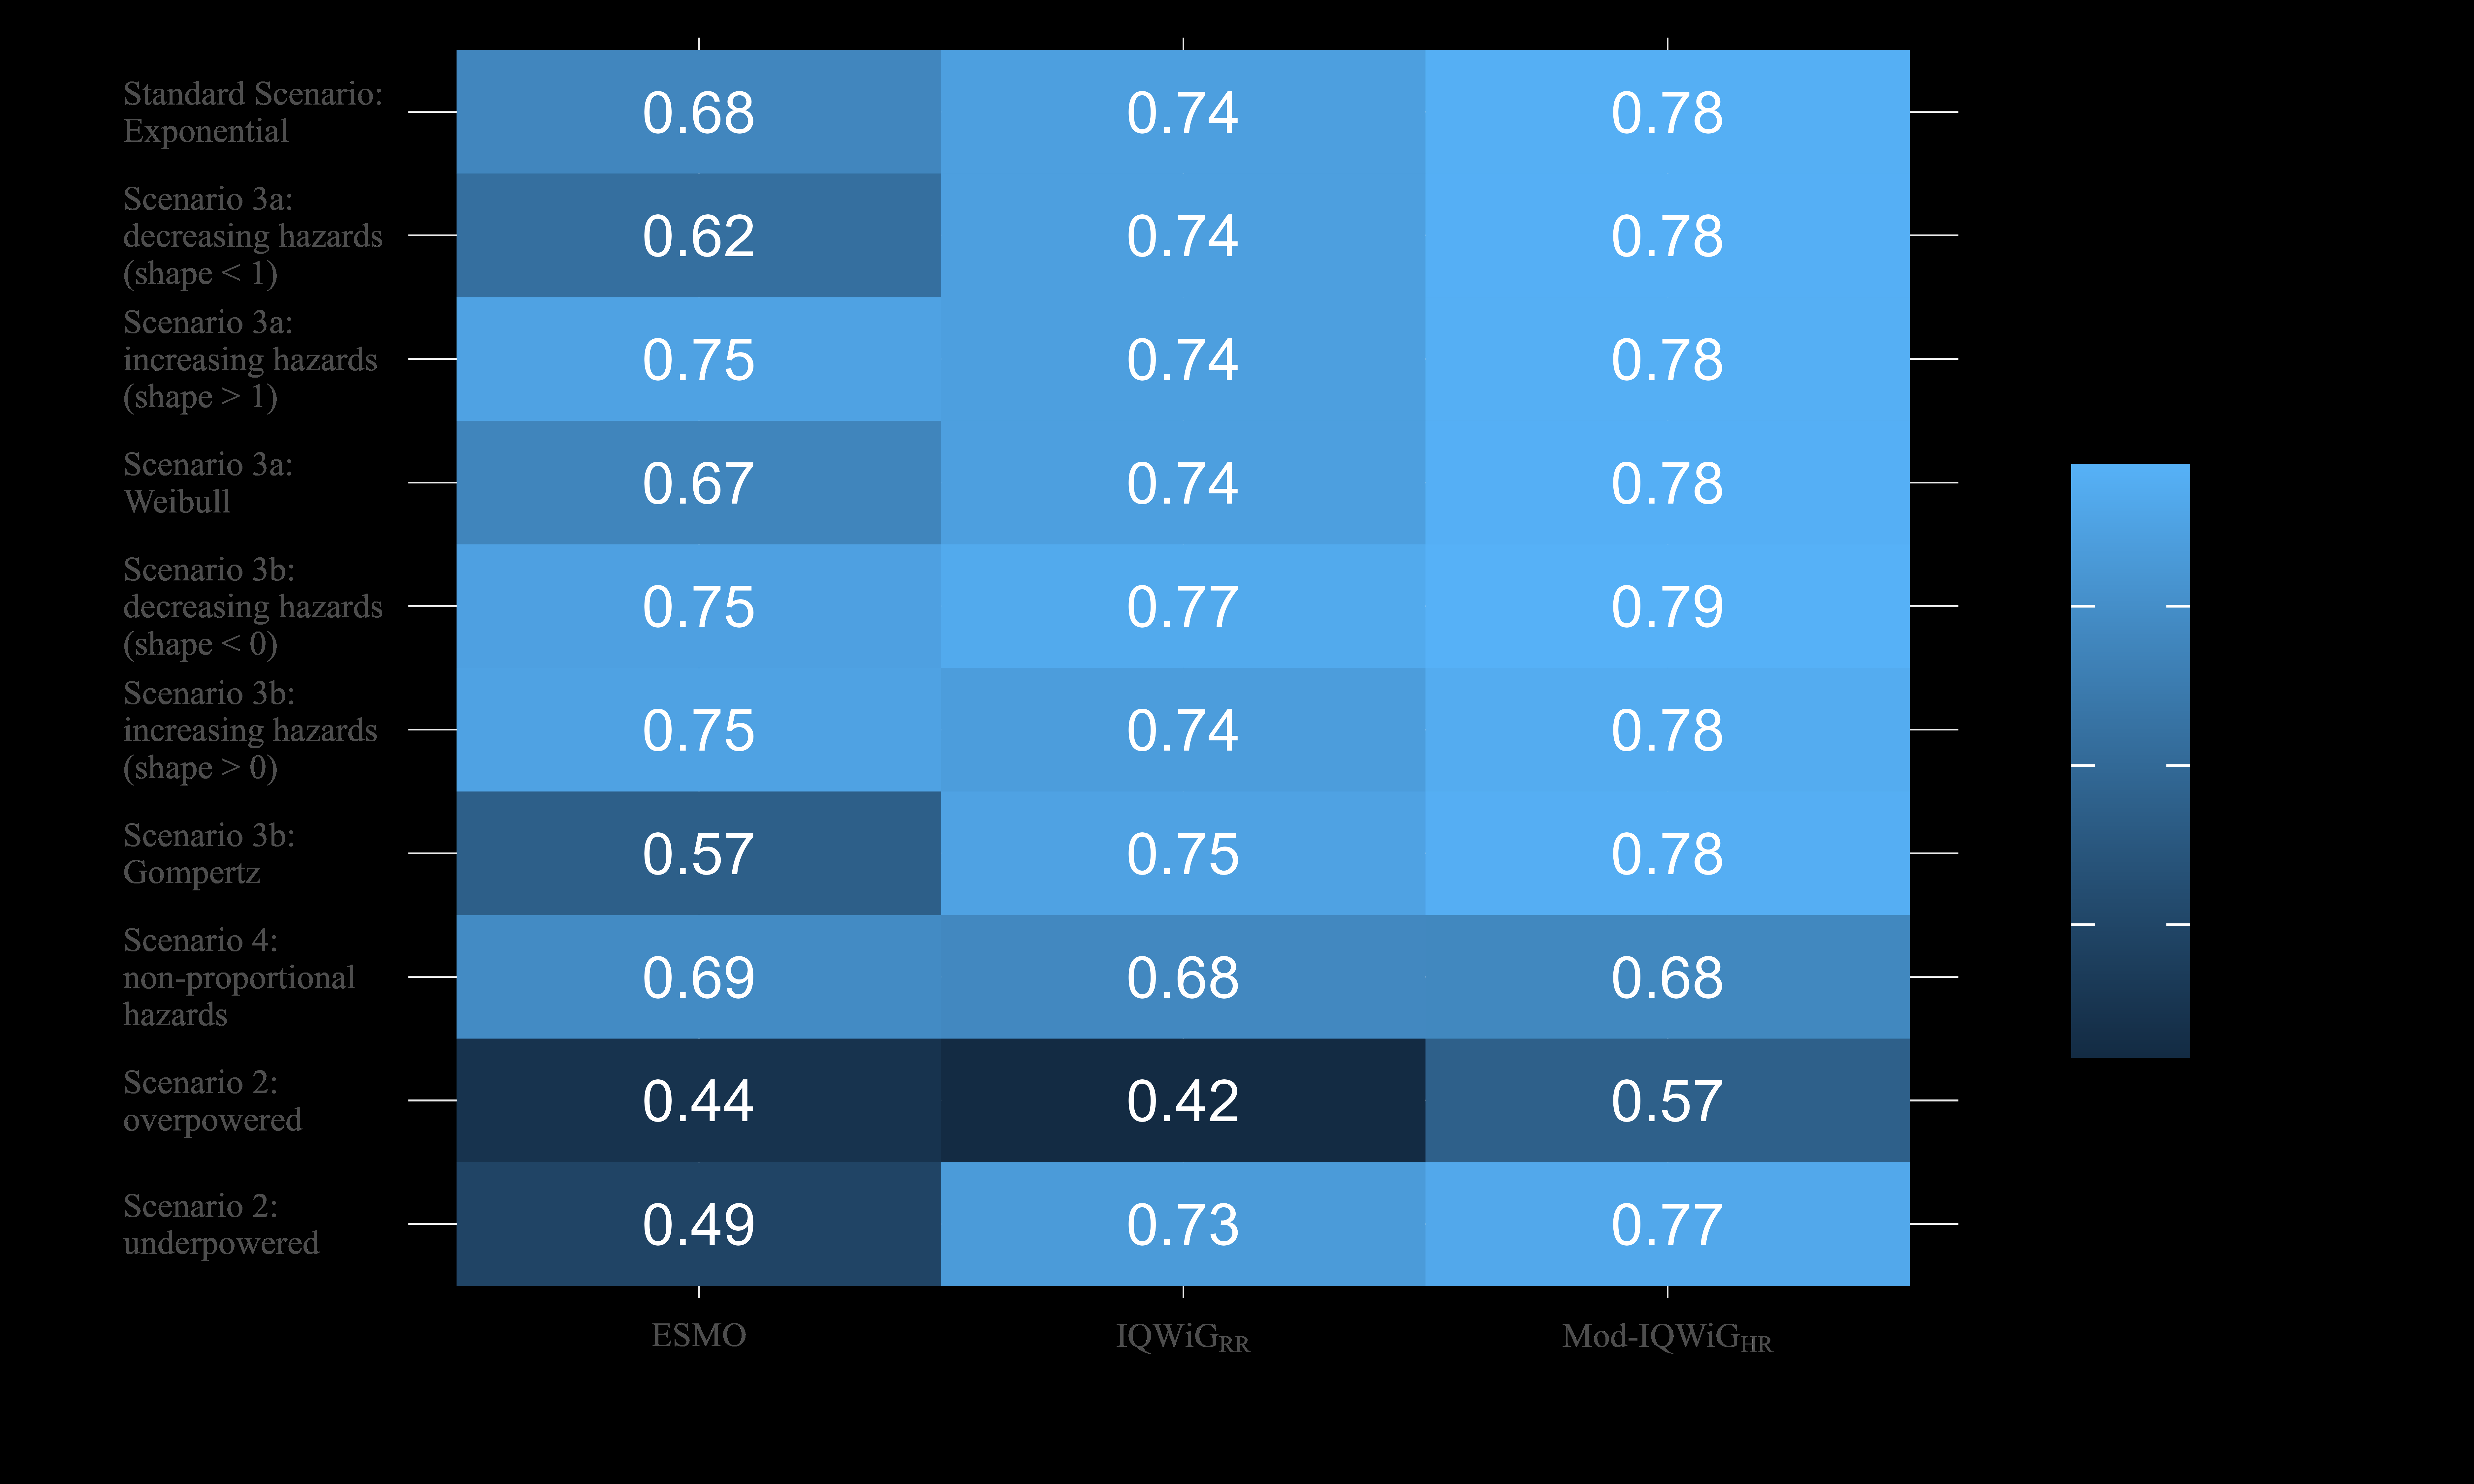 Standard Scenario:
Exponential
0.68 0.74 0.78
Scenario 3a:
decreasing hazards
(shape < 1)
0.62 0.74 0.78
Scenario 3a:
increasing hazards
(shape > 1)
0.75 0.74 0.78
Scenario 3a:
Weibull
0.67 0.74 0.78
Scenario 3b:
decreasing hazards
(shape < 0)
0.75 0.77 0.79
Scenario 3b:
increasing hazards
(shape > 0)
0.75 0.74 0.78
Scenario 3b:
Gompertz
0.57 0.75 0.78
Scenario 4:
non-proportional
hazards
0.69 0.68 0.68
Scenario 2:
overpowered
0.44 0.42 0.57
Scenario 2:
underpowered
0.49 0.73 0.77
ESMO IQWiG_RR Mod-IQWiG_HR